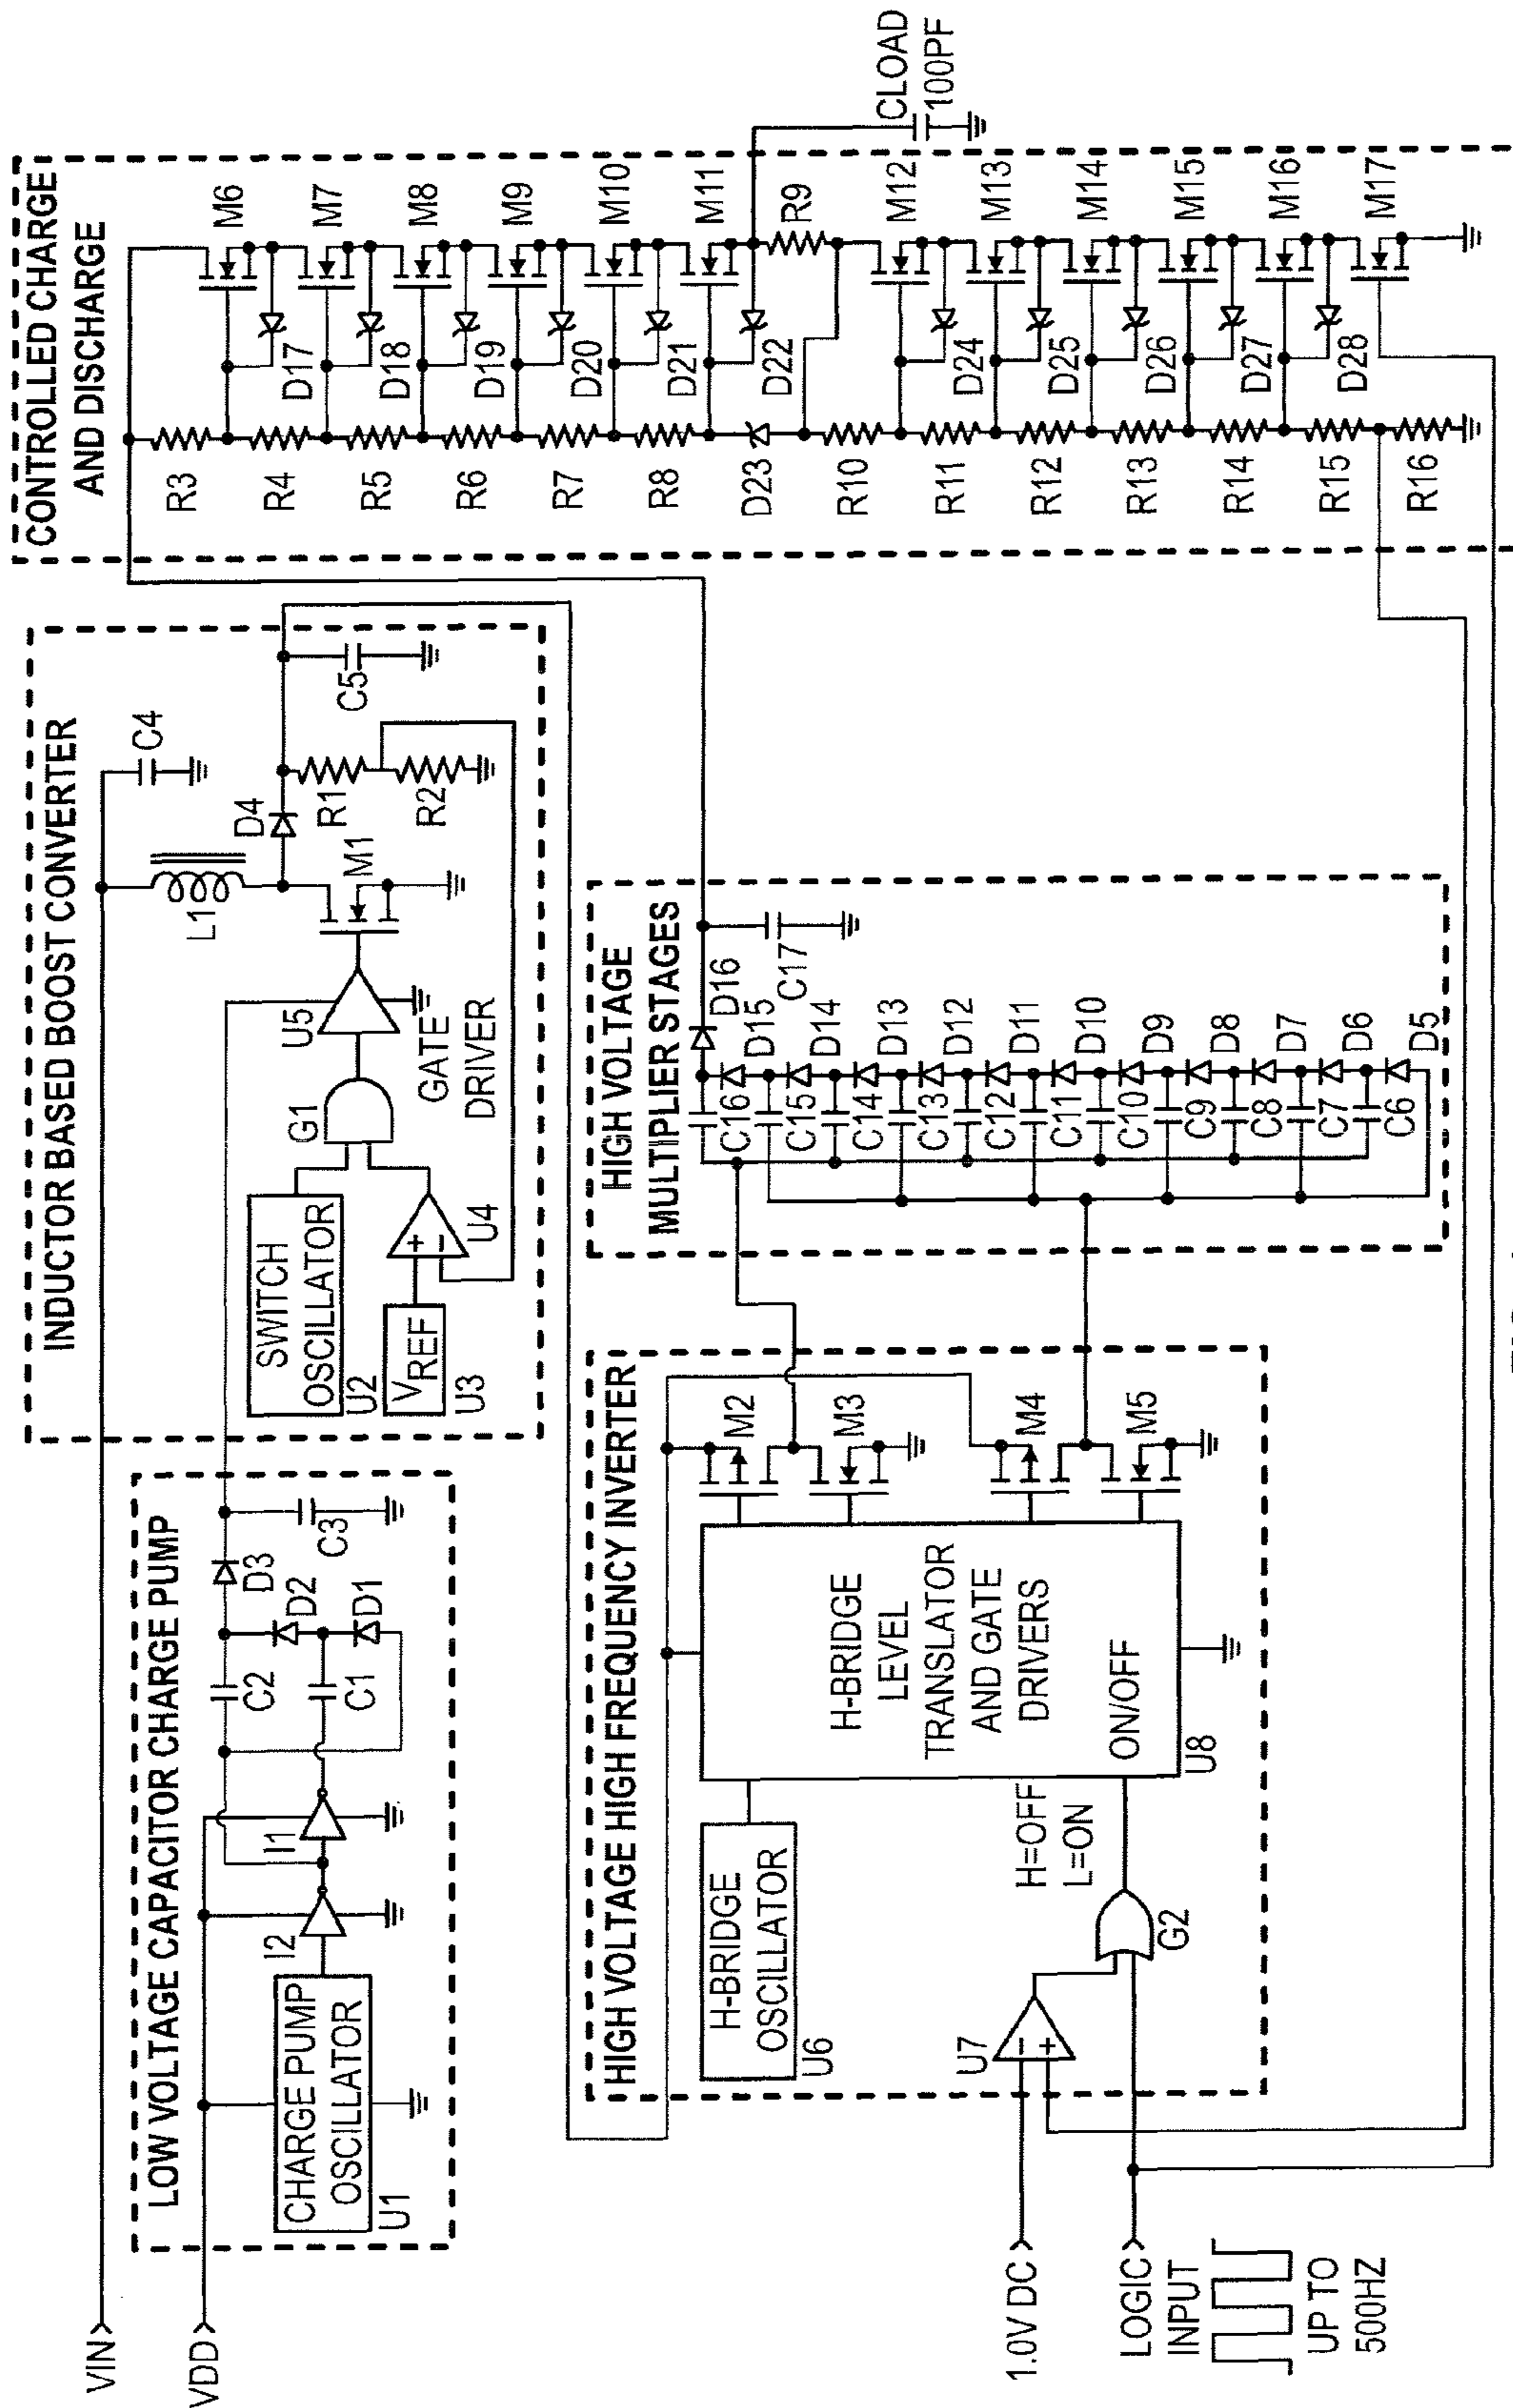 VIN
VDD
LOW VOLTAGE CAPACITOR CHARGE PUMP
CHARGE PUMP
OSCILLATOR
U1
I2
I1
C2
C1
D2
D1
D3
C3
INDUCTOR BASED BOOST CONVERTER
SWITCH
OSCILLATOR
U2
VREF
U3
+
−
U4
G1
U5
GATE
DRIVER
L1
M1
D4
C4
R1
R2
C5
HIGH VOLTAGE HIGH FREQUENCY INVERTER
H-BRIDGE
OSCILLATOR
U6
H-BRIDGE
LEVEL
TRANSLATOR
AND GATE
DRIVERS
ON/OFF
U8
H=OFF
L=ON
G2
U7
−
+
M2
M3
M4
M5
1.0V DC
LOGIC
INPUT
UP TO
500HZ
HIGH VOLTAGE
MULTIPLIER STAGES
D16
C17
C16
D15
C15
D14
C14
D13
C13
D12
C12
D11
C11
D10
C10
D9
C9
D8
C8
D7
C7
D6
C6
D5
CONTROLLED CHARGE
AND DISCHARGE
R3
R4
R5
R6
R7
R8
D23
R10
R11
R12
R13
R14
R15
R16
D17
D18
D19
D20
D21
D22
D24
D25
D26
D27
D28
M6
M7
M8
M9
M10
M11
R9
M12
M13
M14
M15
M16
M17
CLOAD
100PF